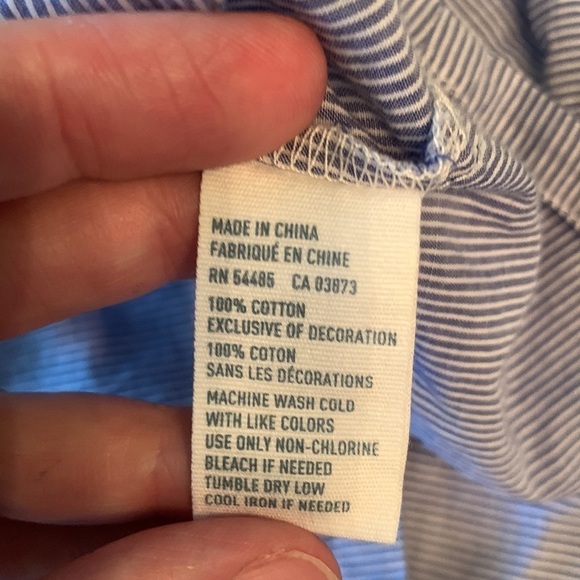 MADE IN CHINA
FABRIQUÉ EN CHINE
RN 54485 CA 03873
100% COTTON
EXCLUSIVE OF DECORATION
100% COTON
SANS LES DÉCORATIONS
MACHINE WASH COLD
WITH LIKE COLORS
USE ONLY NON-CHLORINE
BLEACH IF NEEDED
TUMBLE DRY LOW
COOL IRON IF NEEDED